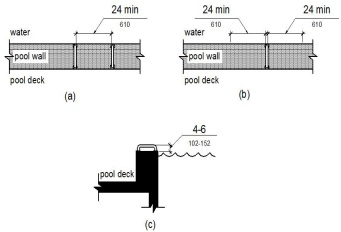 24 min
610
water
pool wall
pool deck
(a)
24 min
610
24 min
610
water
pool wall
pool deck
(b)
4-6
102-152
pool deck
(c)